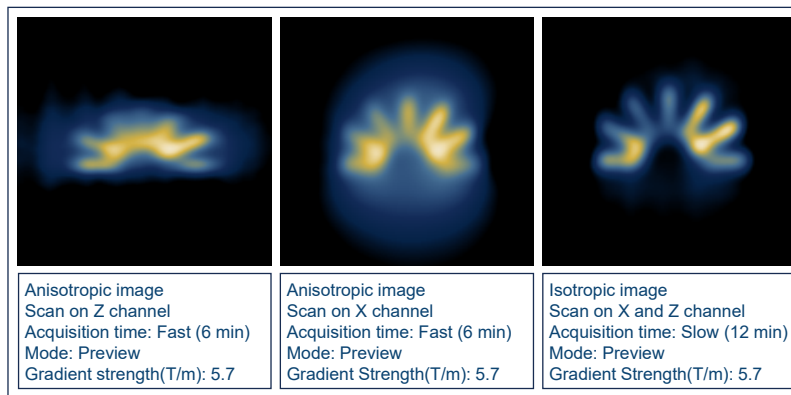 Anisotropic image
Scan on Z channel
Acquisition time: Fast (6 min)
Mode: Preview
Gradient strength(T/m): 5.7
Anisotropic image
Scan on X channel
Acquisition time: Fast (6 min)
Mode: Preview
Gradient Strength(T/m): 5.7
Isotropic image
Scan on X and Z channel
Acquisition time: Slow (12 min)
Mode: Preview
Gradient Strength(T/m): 5.7